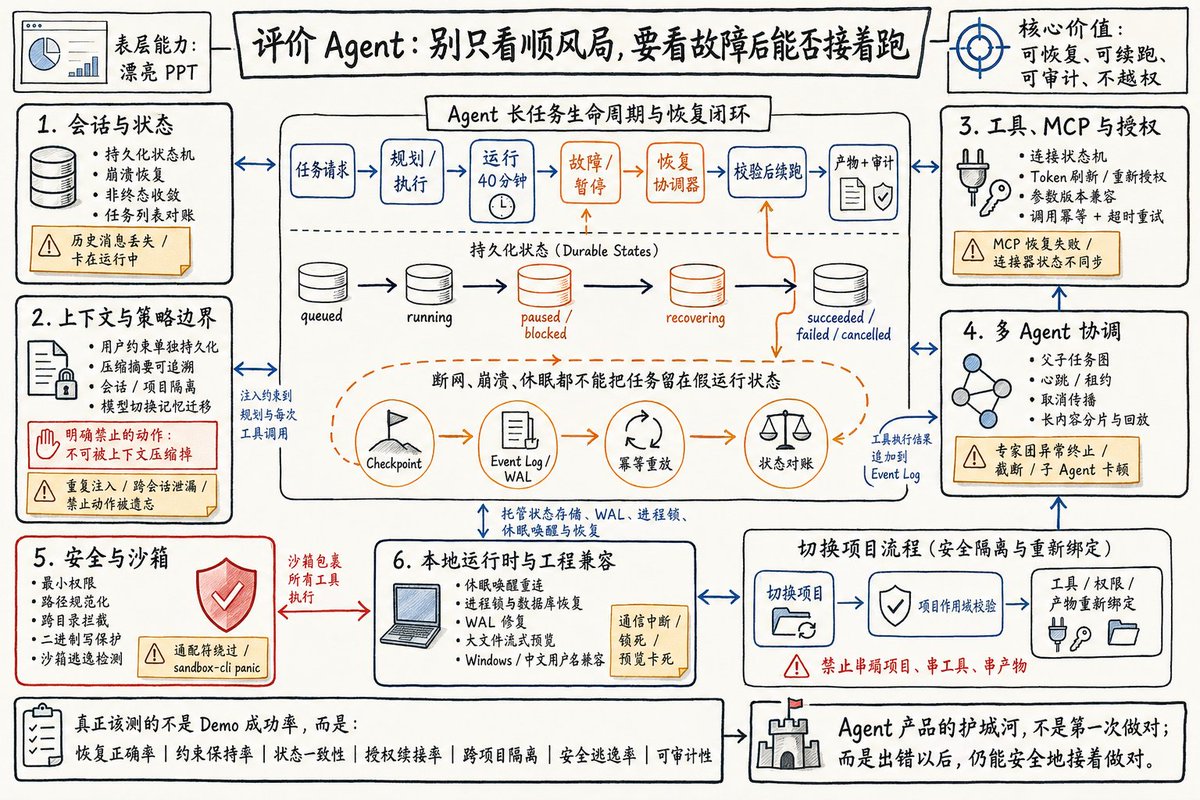 表层能力：
漂亮 PPT
评价 Agent：别只看顺风局，要看故障后能否接着跑
核心价值：
可恢复、可续跑、
可审计、不越权
1. 会话与状态
• 持久化状态机
• 崩溃恢复
• 非终态收敛
• 任务列表对账
历史消息丢失 /
卡在运行中
2. 上下文与策略边界
• 用户约束单独持久化
• 压缩摘要可追溯
• 会话 / 项目隔离
• 模型切换记忆迁移
明确禁止的动作：
不可被上下文压缩掉
重复注入 / 跨会话泄漏 /
禁止动作被遗忘
Agent 长任务生命周期与恢复闭环
任务请求
规划 /
执行
运行
40分钟
故障 /
暂停
恢复
协调器
校验后续跑
产物 + 审计
持久化状态（Durable States）
queued
running
paused /
blocked
recovering
succeeded /
failed / cancelled
断网、崩溃、休眠都不能把任务留在假运行状态
Checkpoint
Event Log /
WAL
幂等重放
状态对账
注入约束到
规划与每次
工具调用
工具执行结果
追加到
Event Log
托管状态存储、WAL、进程锁、
休眠唤醒与恢复
3. 工具、MCP 与授权
• 连接状态机
• Token 刷新 / 重新授权
• 参数版本兼容
• 调用幂等 + 超时重试
MCP 恢复失败 /
连接器状态不同步
4. 多 Agent 协调
• 父子任务图
• 心跳 / 租约
• 取消传播
• 长内容分片与回放
专家团异常终止 /
截断 / 子 Agent 卡顿
5. 安全与沙箱
• 最小权限
• 路径规范化
• 跨目录拦截
• 二进制写保护
• 沙箱逃逸检测
通配符绕过 /
sandbox-cli panic
沙箱包裹
所有工具
执行
6. 本地运行时与工程兼容
• 休眠唤醒重连
• 进程锁与数据库恢复
• WAL 修复
• 大文件流式预览
• Windows / 中文用户名兼容
通信中断 /
锁死 /
预览卡死
切换项目流程（安全隔离与重新绑定）
切换项目
项目作用域校验
工具 / 权限 /
产物重新绑定
禁止串项目、串工具、串产物
真正该测的不是 Demo 成功率，而是：
恢复正确率 | 约束保持率 | 状态一致性 | 授权续接率 | 跨项目隔离 | 安全逃逸率 | 可审计性
Agent 产品的护城河，不是第一次做对；
而是出错以后，仍能安全地接着做对。